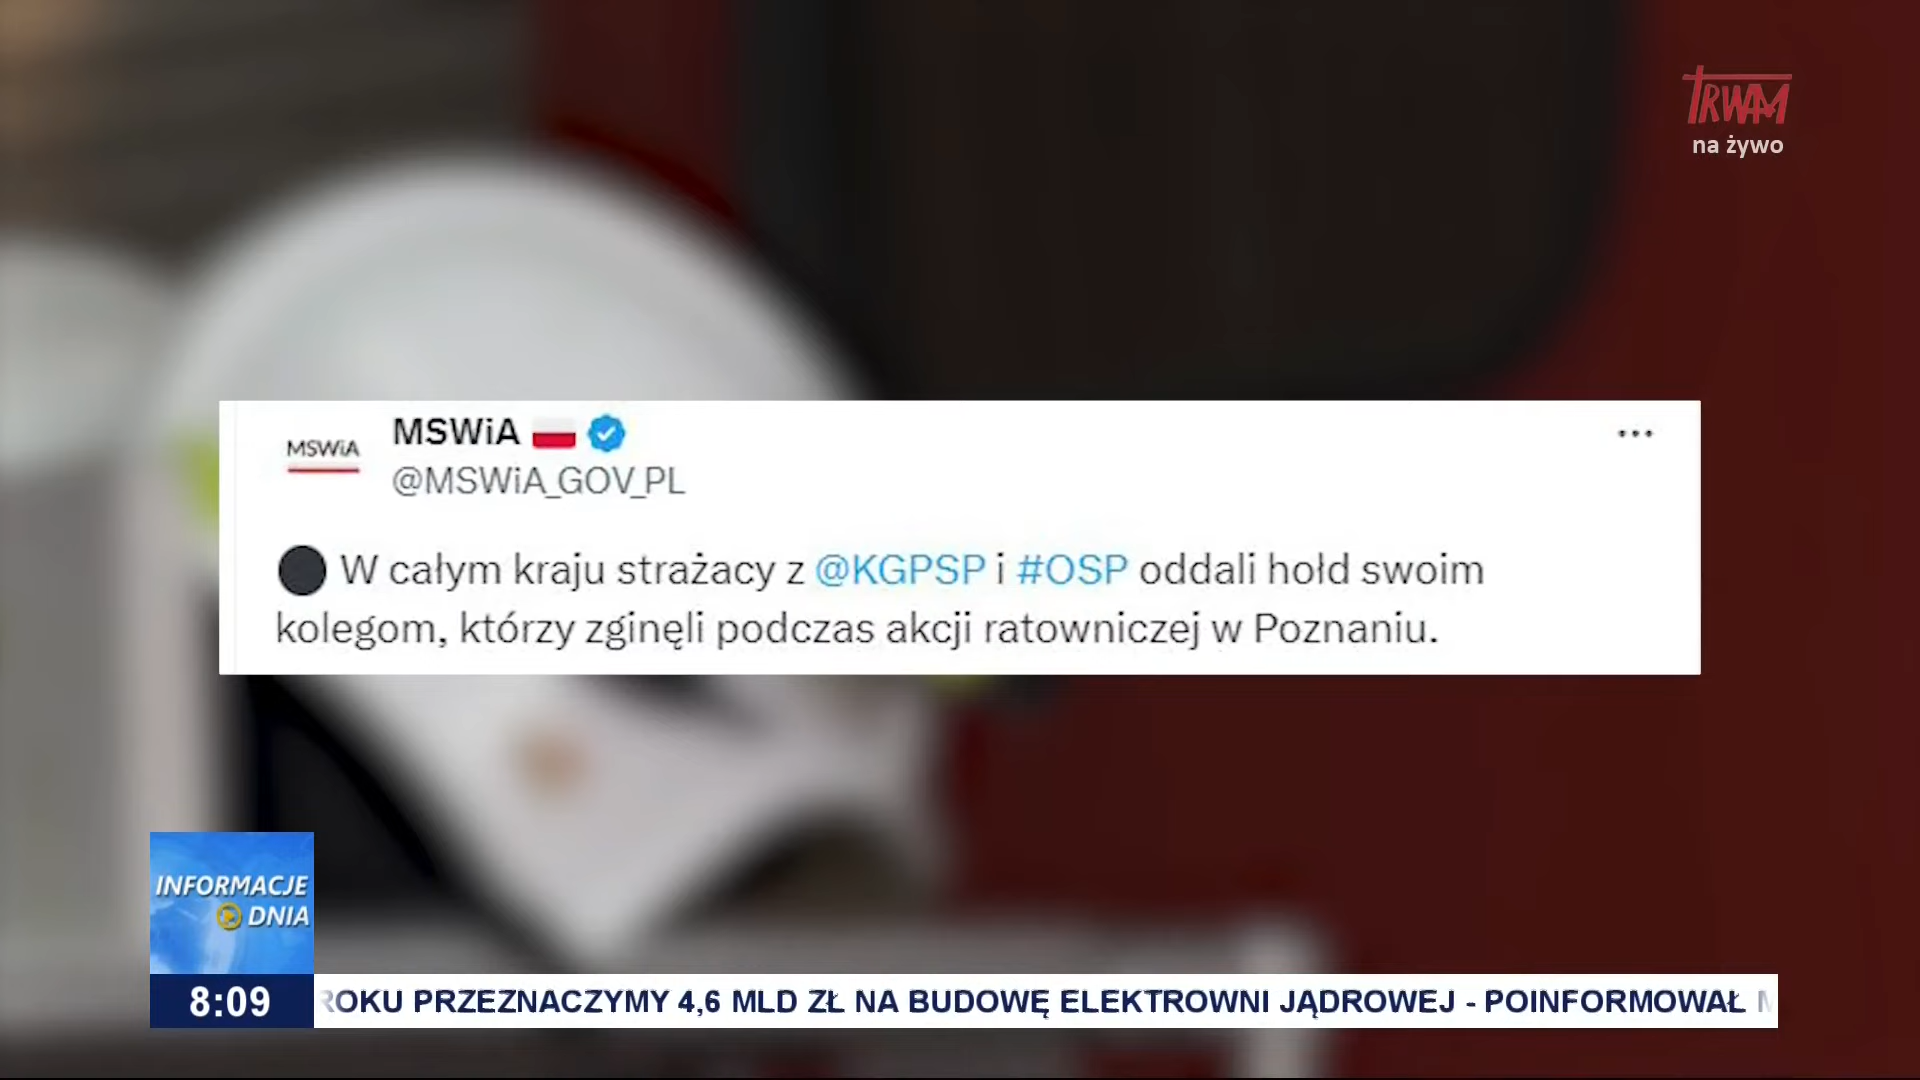 TRWAM
na żywo
MSWiA
MSWiA
@MSWiA_GOV_PL
W całym kraju strażacy z @KGPSP i #OSP oddali hołd swoim
kolegom, którzy zginęli podczas akcji ratowniczej w Poznaniu.
INFORMACJE
DNIA
8:09
ROKU PRZEZNACZYMY 4,6 MLD ZŁ NA BUDOWĘ ELEKTROWNI JĄDROWEJ - POINFORMOWAŁ